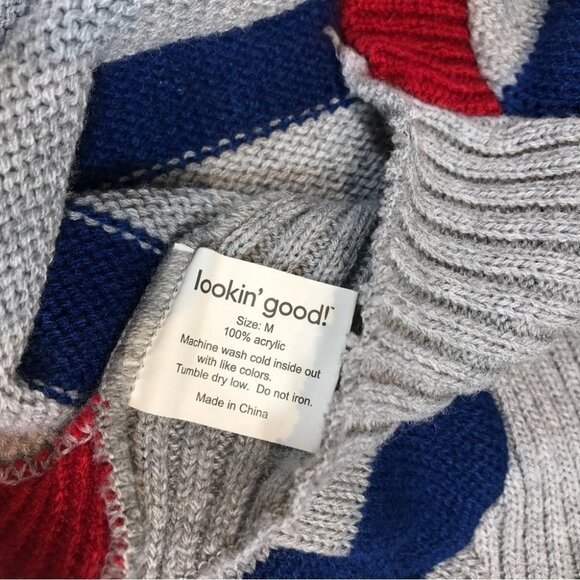 lookin' good!™
Size: M
100% acrylic
Machine wash cold inside out
with like colors.
Tumble dry low. Do not iron.
Made in China